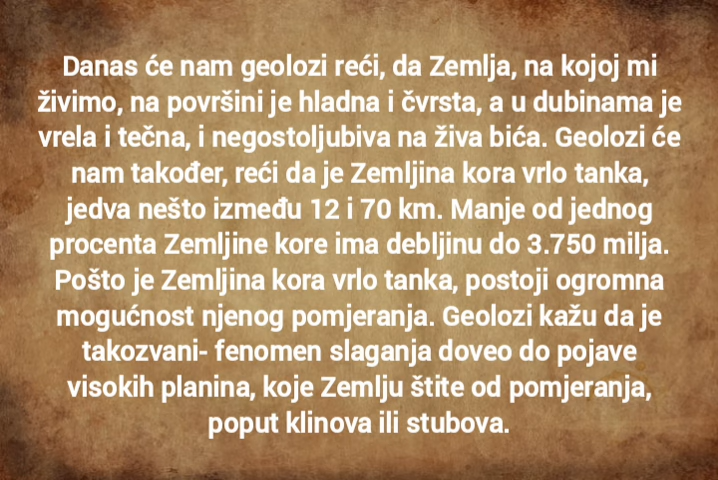 Danas će nam geolozi reći, da Zemlja, na kojoj mi
živimo, na površini je hladna i čvrsta, a u dubinama je
vrela i tečna, i negostoljubiva na živa bića. Geolozi će
nam također, reći da je Zemljina kora vrlo tanka,
jedva nešto između 12 i 70 km. Manje od jednog
procenta Zemljine kore ima debljinu do 3.750 milja.
Pošto je Zemljina kora vrlo tanka, postoji ogromna
mogućnost njenog pomjeranja. Geolozi kažu da je
takozvani- fenomen slaganja doveo do pojave
visokih planina, koje Zemlju štite od pomjeranja,
poput klinova ili stubova.